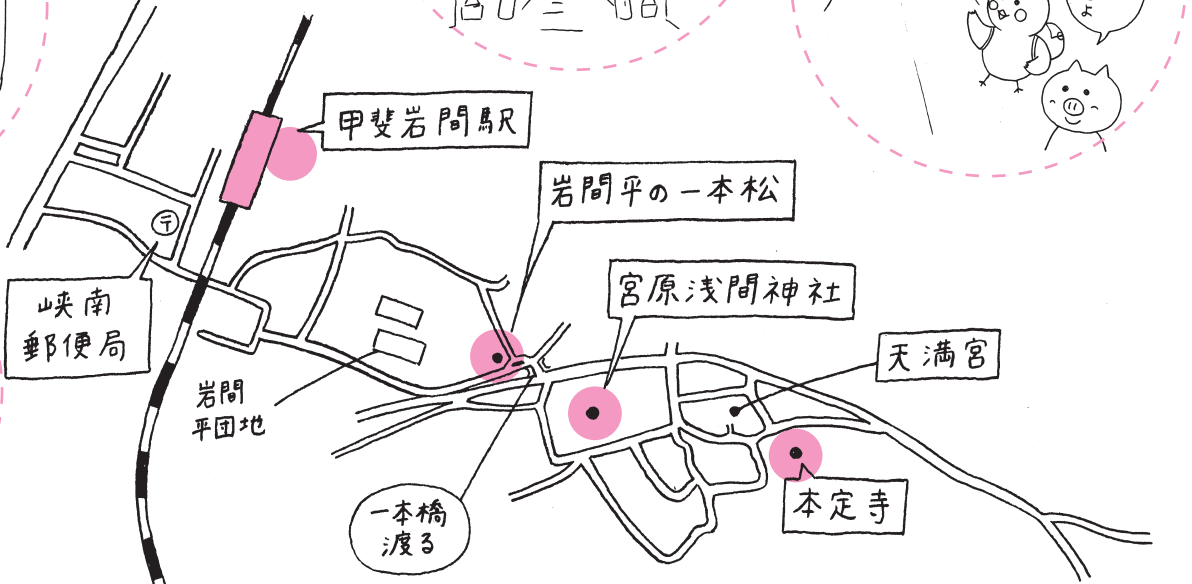 よ
甲斐岩間駅
岩間平の一本松
〒
宮原浅間神社
峡南
郵便局
天満宮
岩間
平団地
本定寺
一本橋
渡る